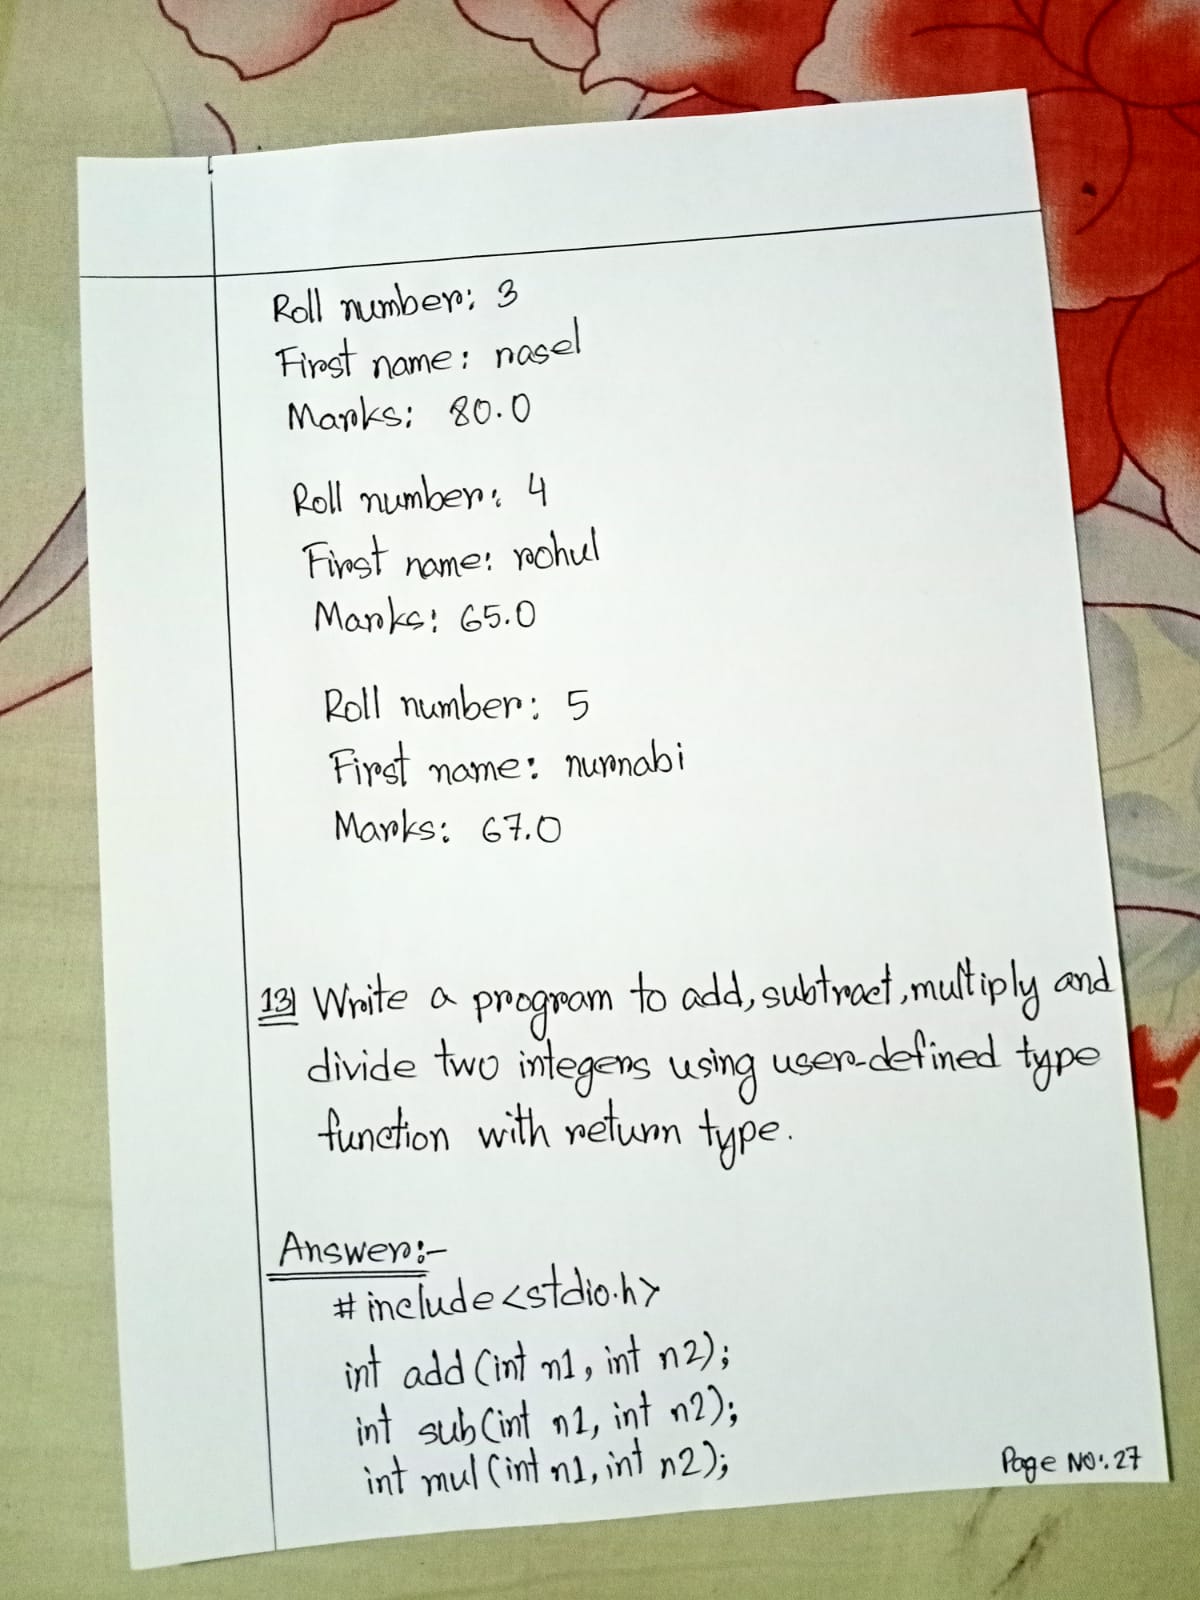 Roll number: 3
First name: nasel
Marks: 80.0
Roll number: 4
First name: rohul
Marks: 65.0
Roll number: 5
First name: nurnabi
Marks: 67.0
13) Write a program to add, subtract, multiply and
divide two integers using user-defined type
function with return type.
Answer:-
#include<stdio.h>
int add (int n1, int n2);
int sub (int n1, int n2);
int mul (int n1, int n2);
Page NO:. 27